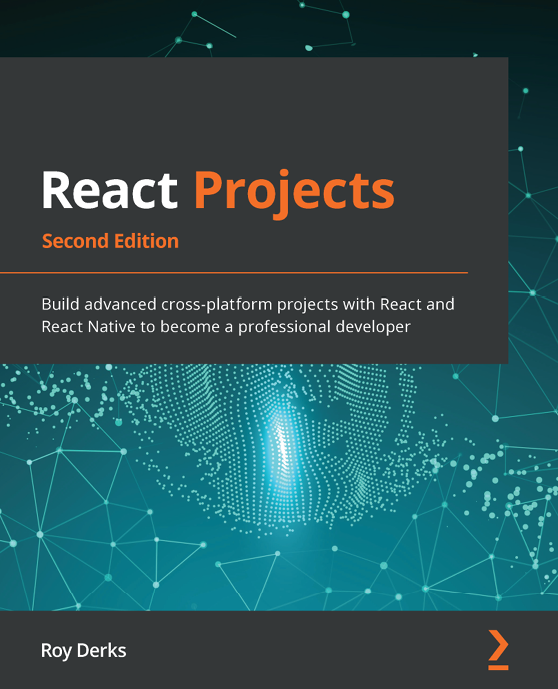 React Projects
Second Edition
Build advanced cross-platform projects with React and
React Native to become a professional developer
Roy Derks